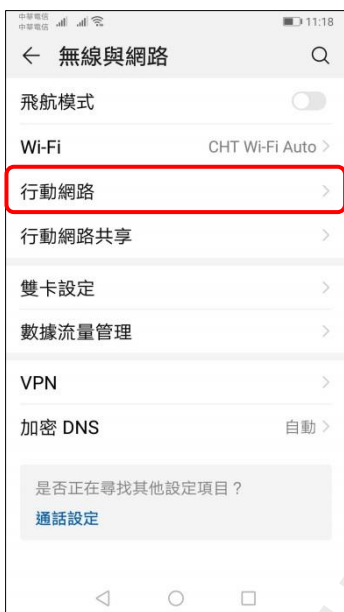 中華電信 11:18
中華電信
無線與網路
飛航模式
Wi-Fi CHT Wi-Fi Auto
行動網路
行動網路共享
雙卡設定
數據流量管理
VPN
加密 DNS 自動
是否正在尋找其他設定項目？
通話設定